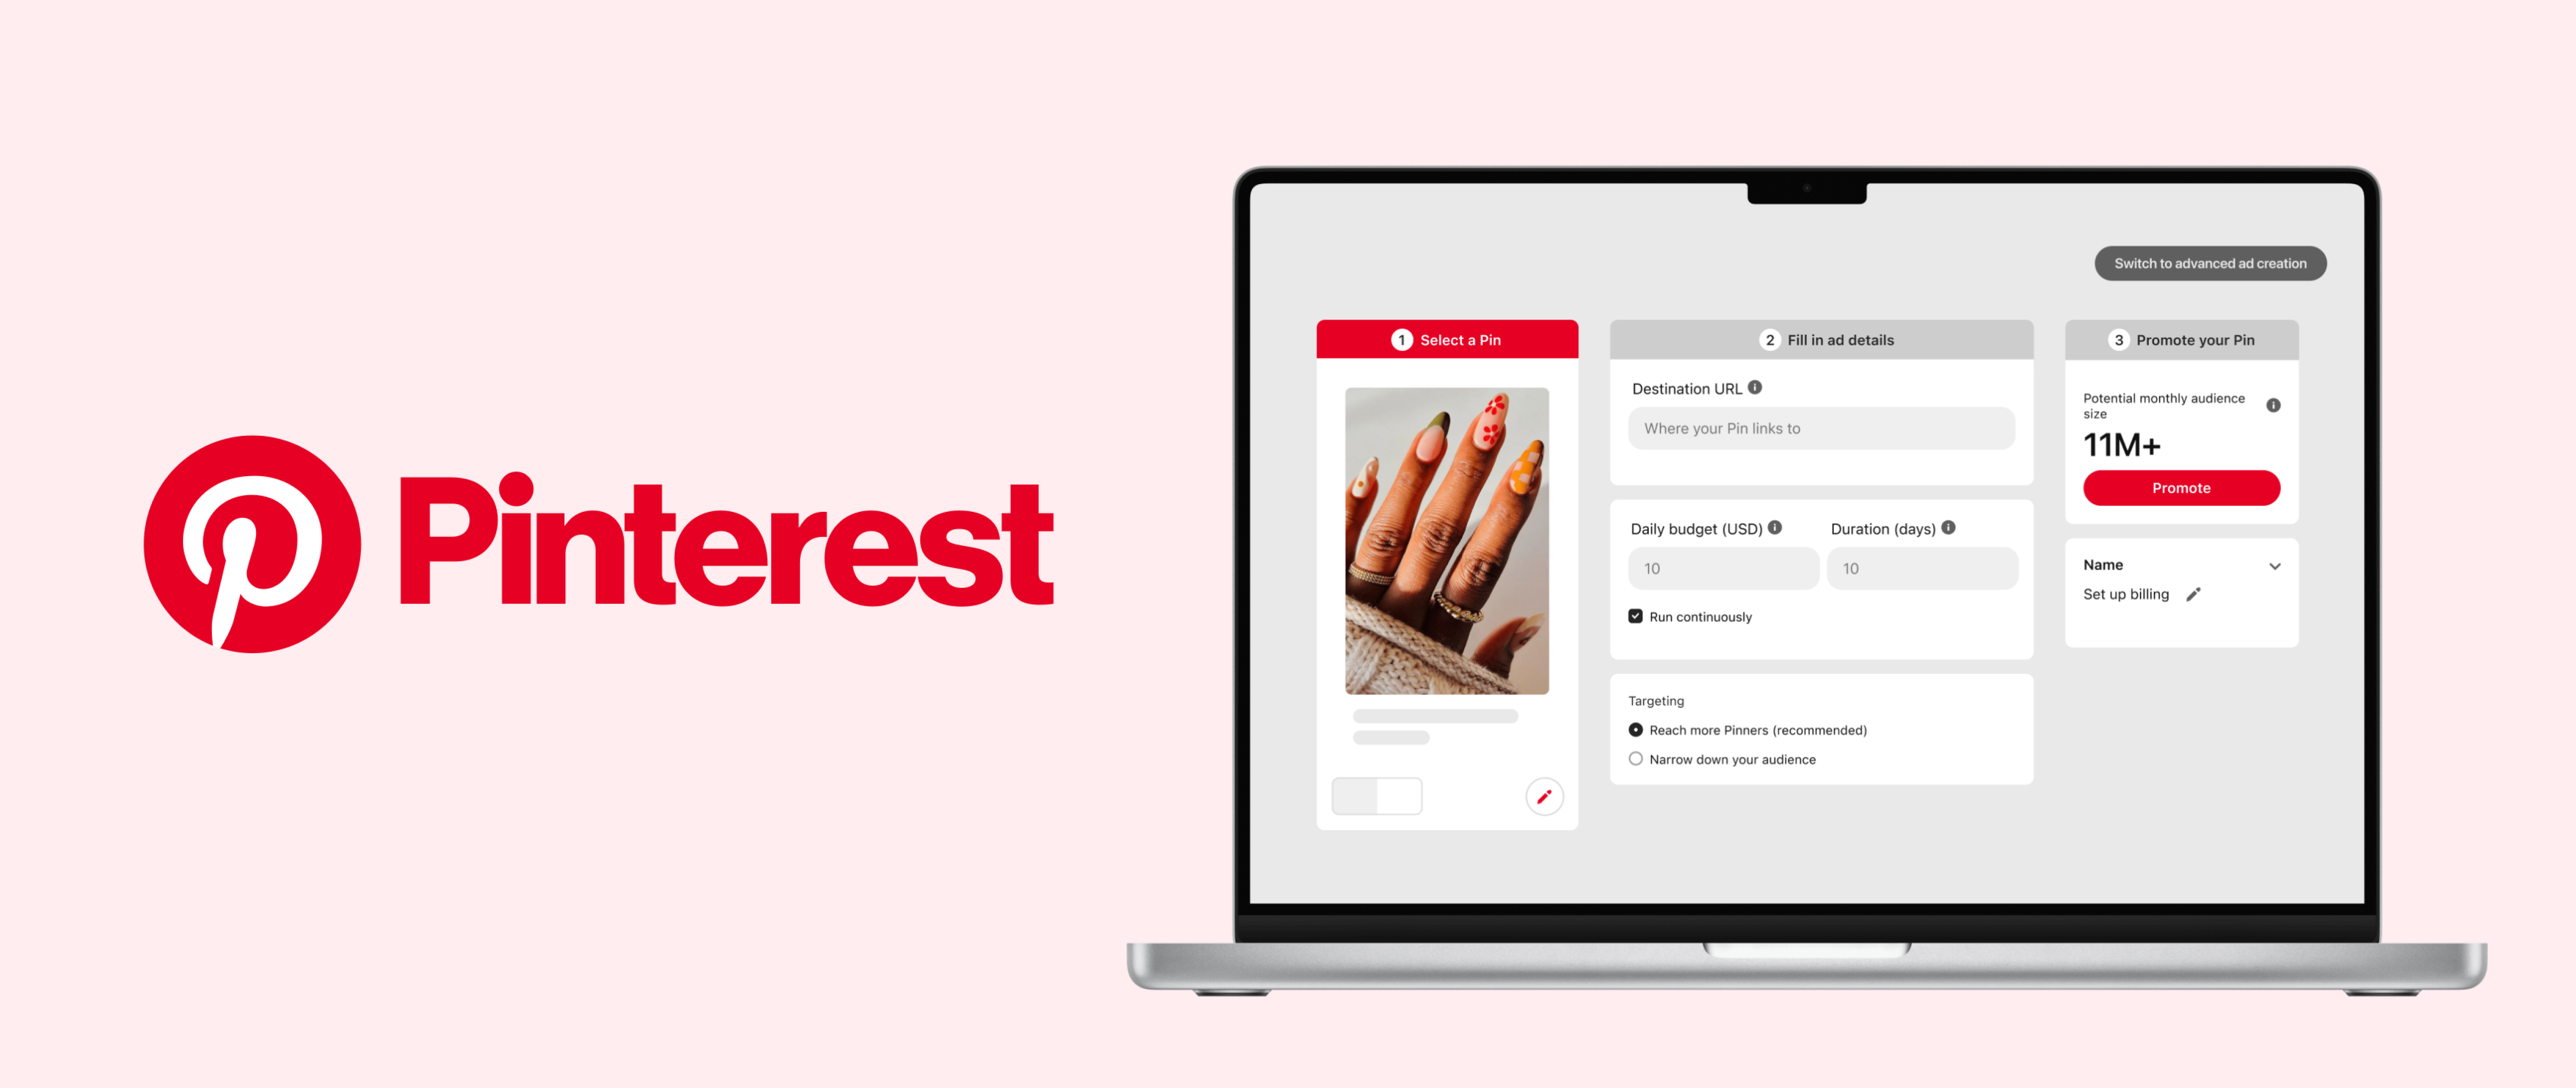 Pinterest
Switch to advanced ad creation
1 Select a Pin
2 Fill in ad details
Destination URL
Where your Pin links to
Daily budget (USD)
Duration (days)
10
10
Run continuously
Targeting
Reach more Pinners (recommended)
Narrow down your audience
3 Promote your Pin
Potential monthly audience
size
11M+
Promote
Name
Set up billing